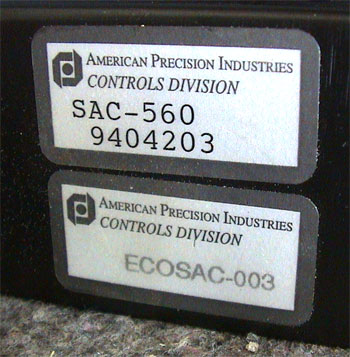 AMERICAN PRECISION INDUSTRIES
CONTROLS DIVISION
SAC-560
9404203
AMERICAN PRECISION INDUSTRIES
CONTROLS DIVISION
ECOSAC-003